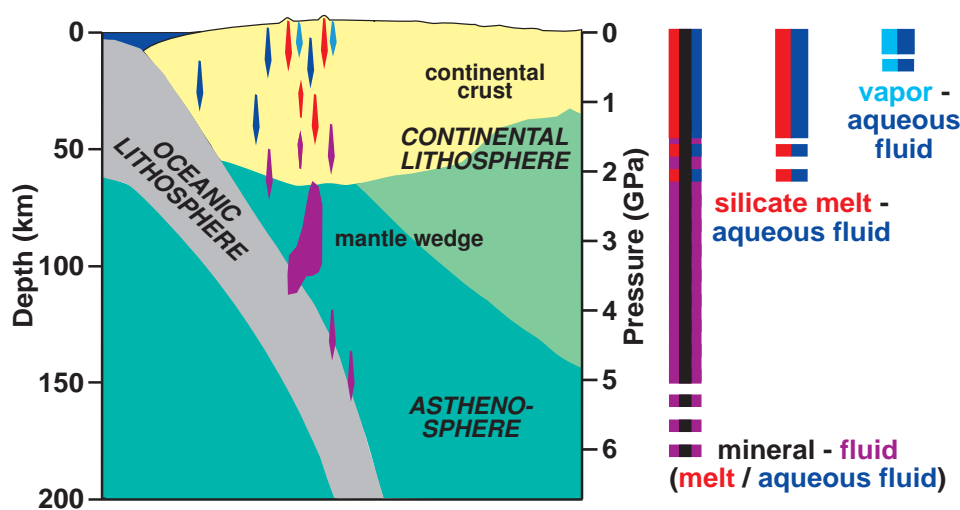 Depth (km)
0
50
100
150
200
OCEANIC
LITHOSPHERE
continental
crust
CONTINENTAL
LITHOSPHERE
mantle wedge
ASTHENO-
SPHERE
0
1
2
3
4
5
6
Pressure (GPa)
vapor -
aqueous
fluid
silicate melt -
aqueous fluid
mineral - fluid
(melt / aqueous fluid)